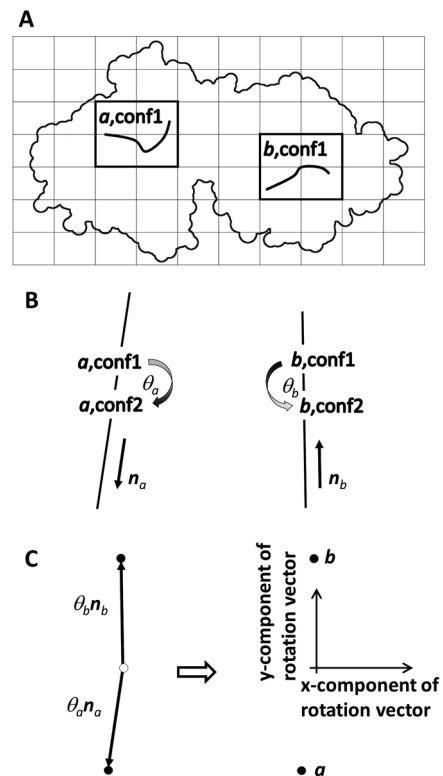 A
a,conf1
b,conf1
B
a,conf1
θa
a,conf2
na
b,conf1
θb
b,conf2
nb
C
θbnb
θana
y-component of
rotation vector
b
x-component of
rotation vector
a